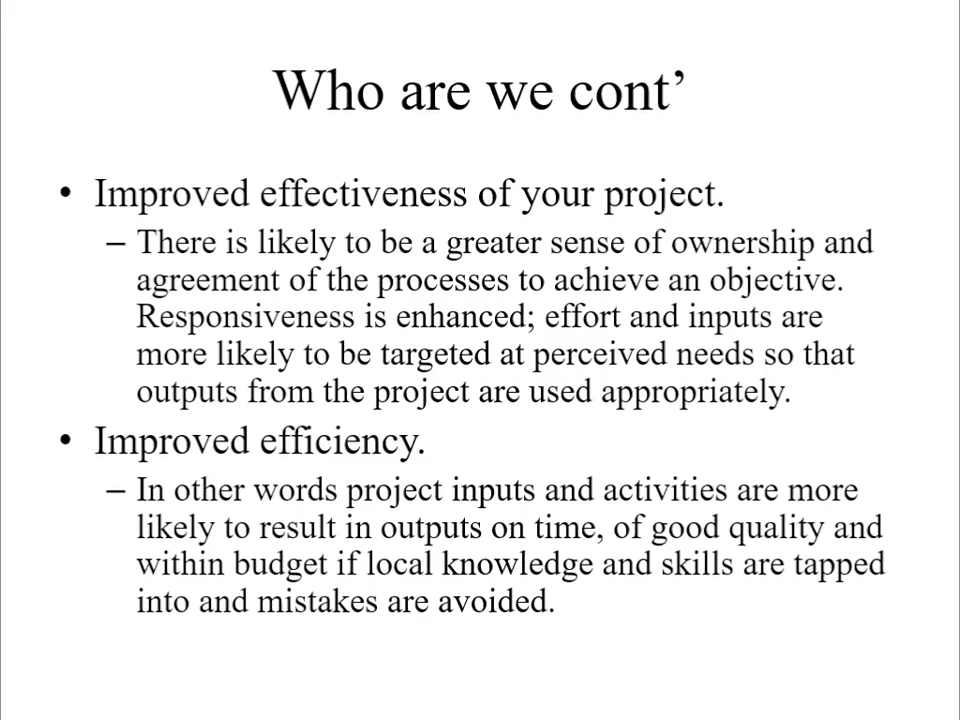 Who are we cont’
• Improved effectiveness of your project.
– There is likely to be a greater sense of ownership and
agreement of the processes to achieve an objective.
Responsiveness is enhanced; effort and inputs are
more likely to be targeted at perceived needs so that
outputs from the project are used appropriately.
• Improved efficiency.
– In other words project inputs and activities are more
likely to result in outputs on time, of good quality and
within budget if local knowledge and skills are tapped
into and mistakes are avoided.